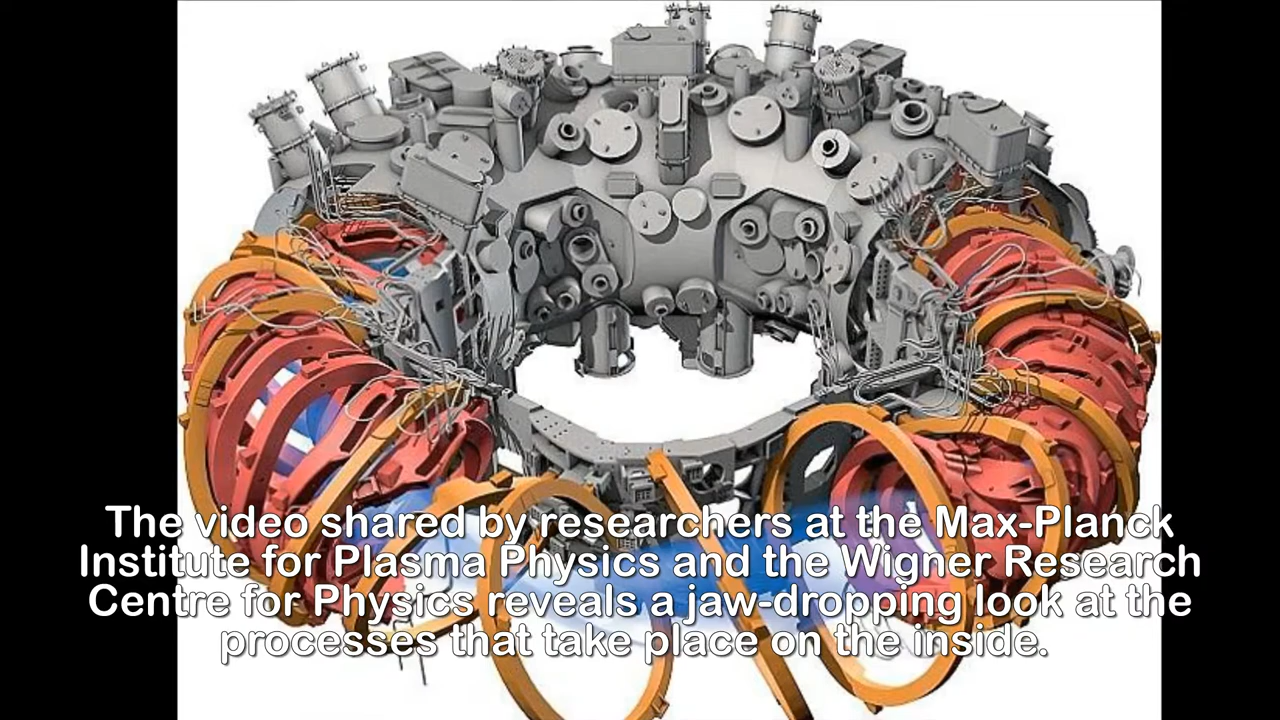 The video shared by researchers at the Max-Planck
Institute for Plasma Physics and the Wigner Research
Centre for Physics reveals a jaw-dropping look at the
processes that take place on the inside.